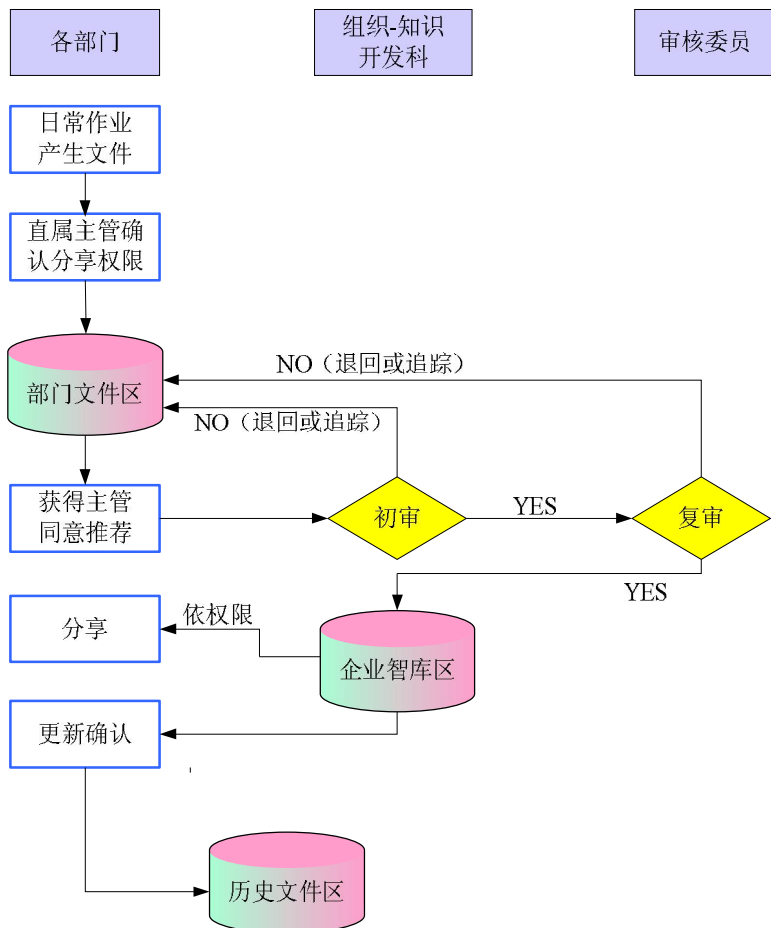 各部门
组织-知识
开发科
审核委员
日常作业
产生文件
直属主管确
认分享权限
NO（退回或追踪）
部门文件区
NO（退回或追踪）
获得主管
同意推荐
初审
YES
复审
YES
分享
依权限
企业智库区
更新确认
历史文件区